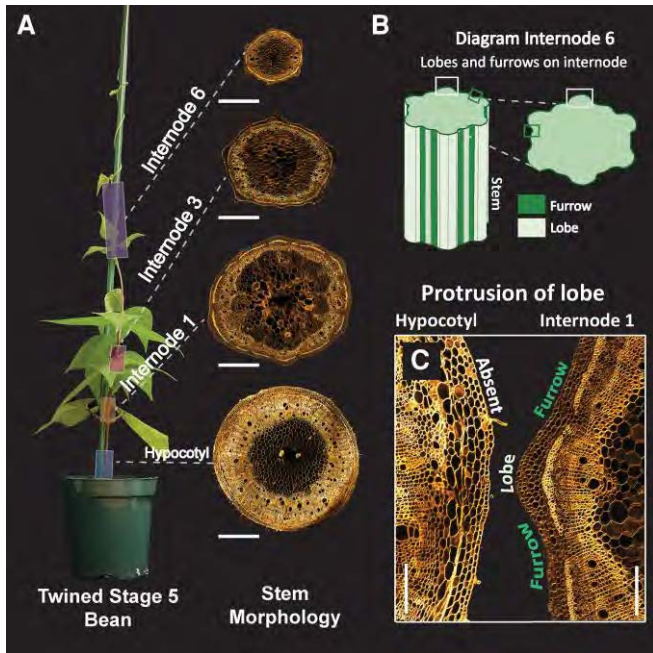 A
Internode 6
Internode 3
Internode 1
Hypocotyl
Twined Stage 5
Bean
Stem
Morphology
B
Diagram Internode 6
Lobes and furrows on internode
Stem
Furrow
Lobe
Protrusion of lobe
Hypocotyl
Internode 1
C
Absent
Lobe
Furrow
Furrow